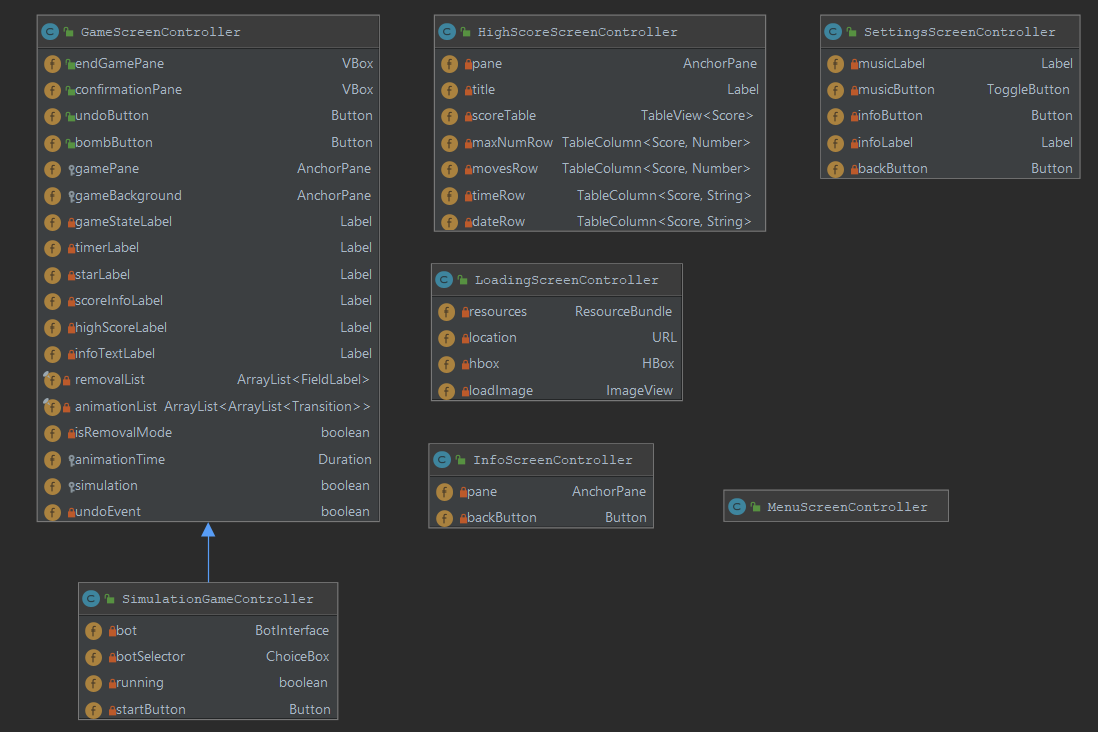 GameScreenController
endGamePane VBox
confirmationPane VBox
undoButton Button
bombButton Button
gamePane AnchorPane
gameBackground AnchorPane
gameStateLabel Label
timerLabel Label
starLabel Label
scoreInfoLabel Label
highScoreLabel Label
infoTextLabel Label
removalList ArrayList<FieldLabel>
animationList ArrayList<ArrayList<Transition>>
isRemovalMode boolean
animationTime Duration
simulation boolean
undoEvent boolean
SimulationGameController
bot BotInterface
botSelector ChoiceBox
running boolean
startButton Button
HighScoreScreenController
pane AnchorPane
title Label
scoreTable TableView<Score>
maxNumRow TableColumn<Score, Number>
movesRow TableColumn<Score, Number>
timeRow TableColumn<Score, String>
dateRow TableColumn<Score, String>
LoadingScreenController
resources ResourceBundle
location URL
hbox HBox
loadImage ImageView
InfoScreenController
pane AnchorPane
backButton Button
SettingsScreenController
musicLabel Label
musicButton ToggleButton
infoButton Button
infoLabel Label
backButton Button
MenuScreenController